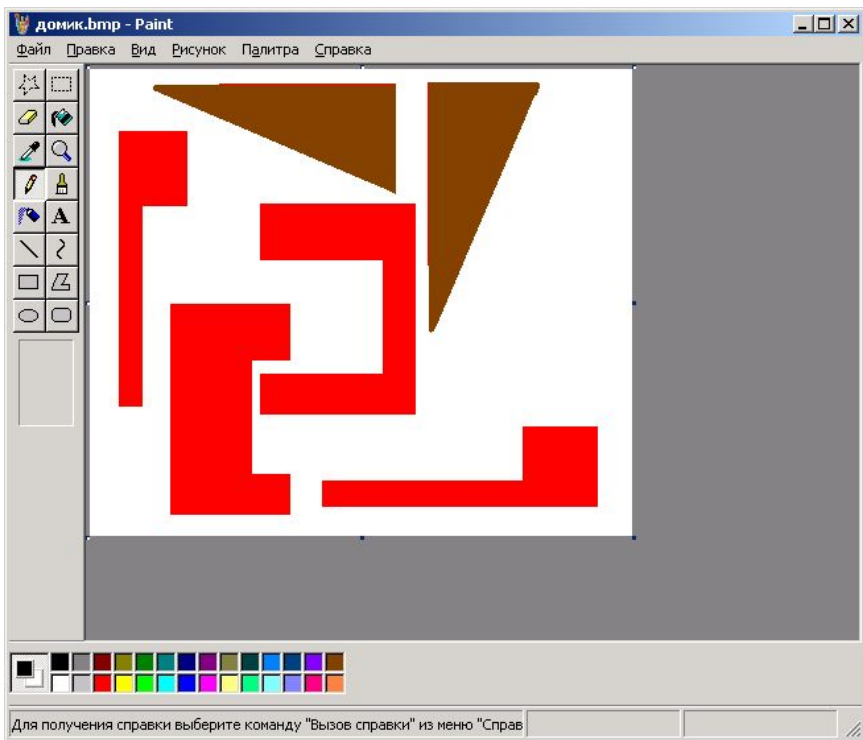 домик.bmp - Paint
Файл Правка Вид Рисунок Палитра Справка
A
Для получения справки выберите команду "Вызов справки" из меню "Справ